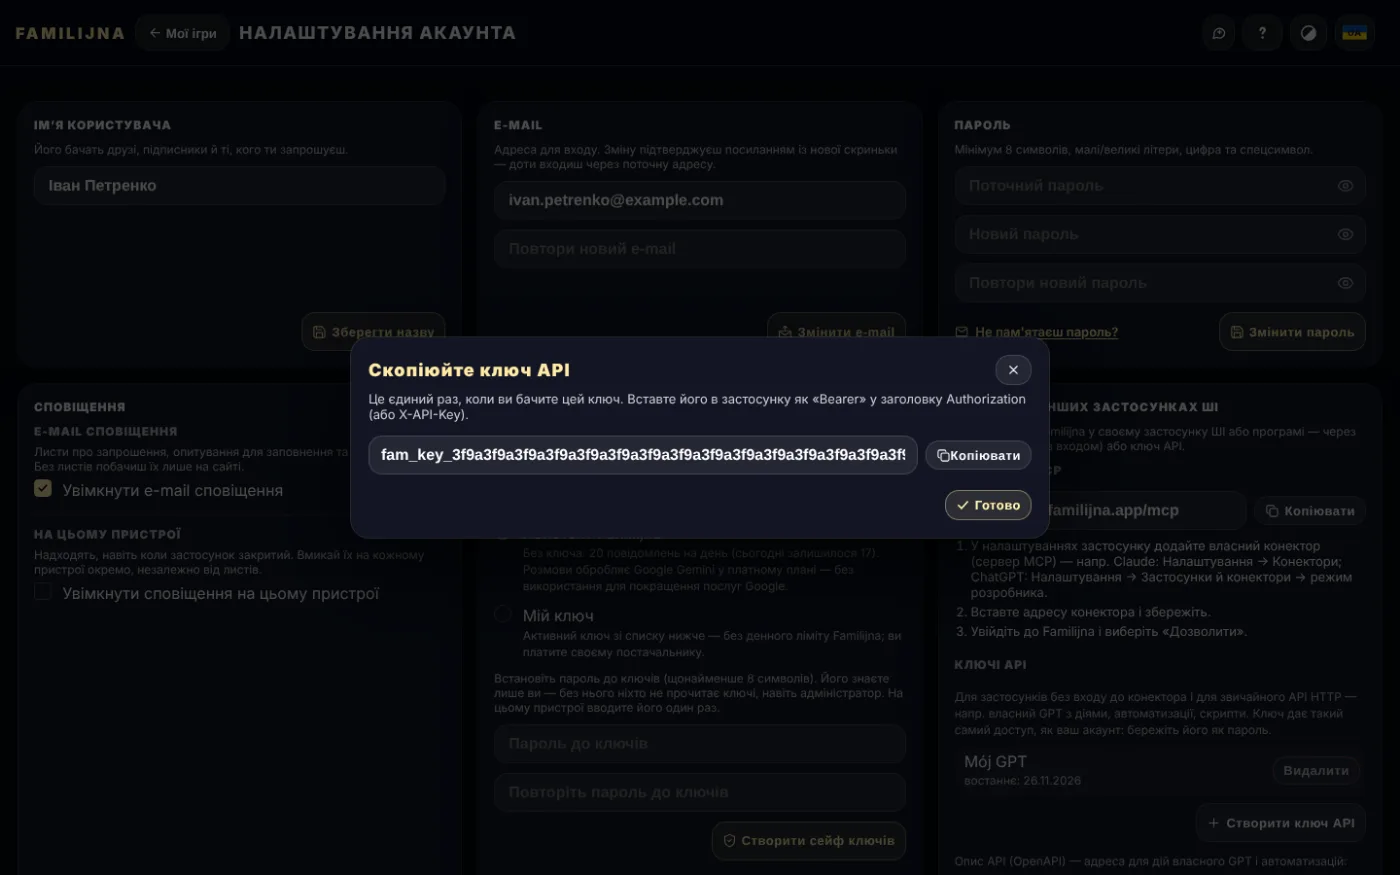 FAMILIJNA
← Мої ігри
НАЛАШТУВАННЯ АКАУНТА
?
ІМ'Я КОРИСТУВАЧА
Його бачать друзі, підписники й ті, кого ти запрошуєш.
Іван Петренко
Зберегти назву
E-MAIL
Адреса для входу. Зміну підтверджуєш посиланням із нової скриньки
— доти входиш через поточну адресу.
ivan.petrenko@example.com
Повтори новий e-mail
Змінити e-mail
ПАРОЛЬ
Мінімум 8 символів, малі/великі літери, цифра та спецсимвол.
Поточний пароль
Новий пароль
Повтори новий пароль
Не пам'ятаєш пароль?
Змінити пароль
Скопіюйте ключ API
Це єдиний раз, коли ви бачите цей ключ. Вставте його в застосунку як «Bearer» у заголовку Authorization
(або X-API-Key).
fam_key_3f9a3f9a3f9a3f9a3f9a3f9a3f9a3f9a3f9a3f9a3f9a3f9a3f9a3f9a3f9a3f
Копіювати
Готово
СПОВІЩЕННЯ
E-MAIL СПОВІЩЕННЯ
Листи про запрошення, опитування для заповнення та
Без листів побачиш їх лише на сайті.
Увімкнути e-mail сповіщення
НА ЦЬОМУ ПРИСТРОЇ
Надходять, навіть коли застосунок закритий. Вмикай їх на кожному
пристрої окремо, незалежно від листів.
Увімкнути сповіщення на цьому пристрої
Без ключа: 20 повідомлень на день (сьогодні залишилося 17).
Розмови обробляє Google Gemini у платному плані — без
використання для покращення послуг Google.
Мій ключ
Активний ключ зі списку нижче — без денного ліміту Familijna; ви
платите своєму постачальнику.
Встановіть пароль до ключів (щонайменше 8 символів). Його знаєте
лише ви — без нього ніхто не прочитає ключі, навіть адміністратор. На
цьому пристрої вводите його один раз.
Пароль до ключів
Повторіть пароль до ключів
Створити сейф ключів
НШИХ ЗАСТОСУНКАХ ШІ
milijna у своєму застосунку ШІ або програмі — через
входом) або ключ API.
familijna.app/mcp
Копіювати
1. У налаштуваннях застосунку додайте власний конектор
(сервер MCP) — напр. Claude: Налаштування → Конектори;
ChatGPT: Налаштування → Застосунки й конектори → режим
розробника.
2. Вставте адресу конектора і збережіть.
3. Увійдіть до Familijna і виберіть «Дозволити».
КЛЮЧІ API
Для застосунків без входу до конектора і для звичайного API HTTP —
напр. власний GPT з діями, автоматизації, скрипти. Ключ дає такий
самий доступ, як ваш акаунт: бережіть його як пароль.
Mój GPT
востаннє: 26.11.2026
Видалити
+ Створити ключ API
Опис API (OpenAPI) — адреса для дій власного GPT і автоматизацій: